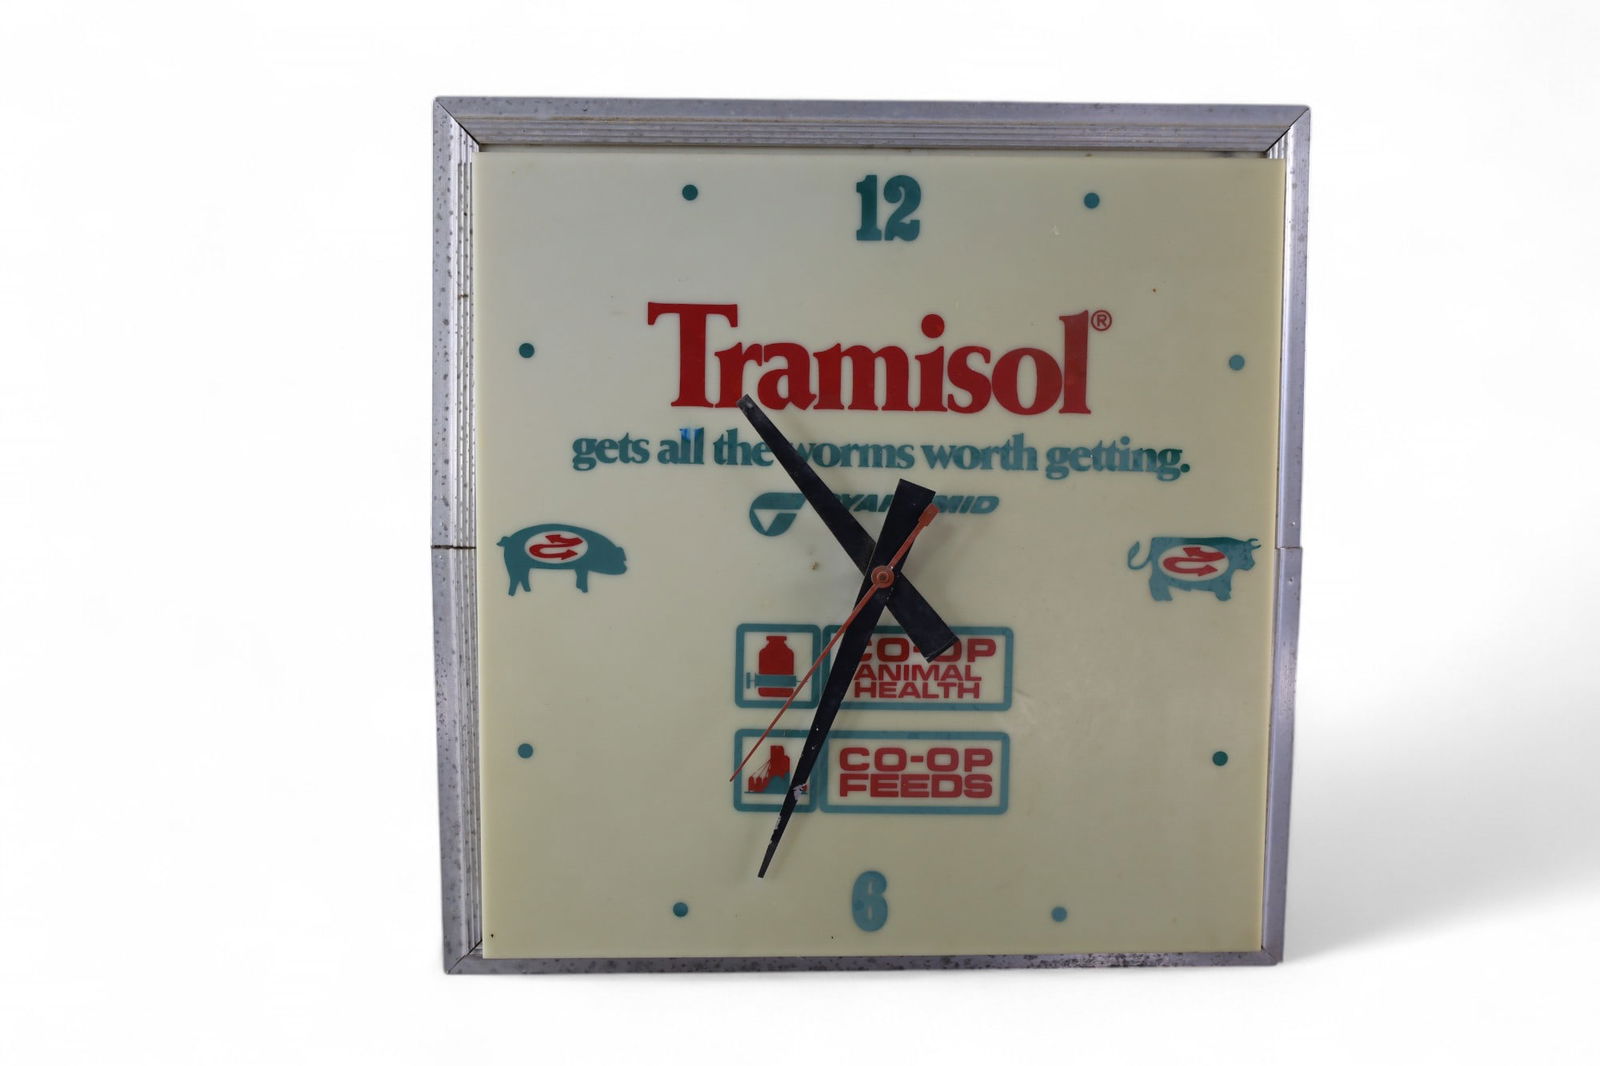 12
Tramisol®
gets all the worms worth getting.
CO-OP
ANIMAL
HEALTH
CO-OP
FEEDS
6